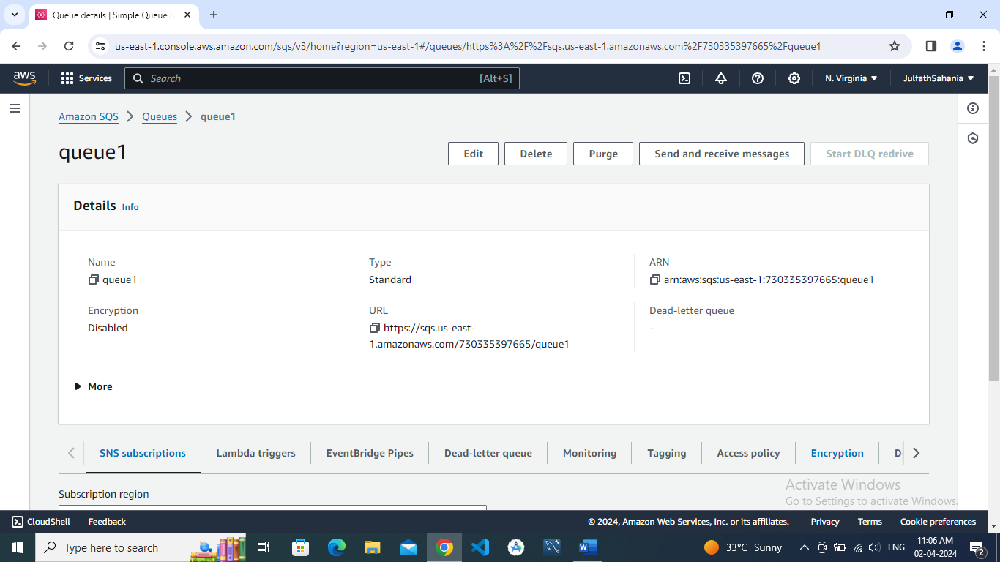 Queue details | Simple Queue S
us-east-1.console.aws.amazon.com/sqs/v3/home?region=us-east-1#/queues/https%3A%2F%2Fsqs.us-east-1.amazonaws.com%2F730335397665%2Fqueue1
aws Services Search [Alt+S] N. Virginia JulfathSahania
Amazon SQS Queues queue1
queue1 Edit Delete Purge Send and receive messages Start DLQ redrive
Details Info
Name Type ARN
queue1 Standard arn:aws:sqs:us-east-1:730335397665:queue1
Encryption URL Dead-letter queue
Disabled https://sqs.us-east- -
1.amazonaws.com/730335397665/queue1
More
SNS subscriptions Lambda triggers EventBridge Pipes Dead-letter queue Monitoring Tagging Access policy Encryption D
Activate Windows
Subscription region
Go to Settings to activate Windows.
CloudShell Feedback © 2024, Amazon Web Services, Inc. or its affiliates. Privacy Terms Cookie preferences
Type here to search 33°C Sunny ENG 11:06 AM
02-04-2024 2